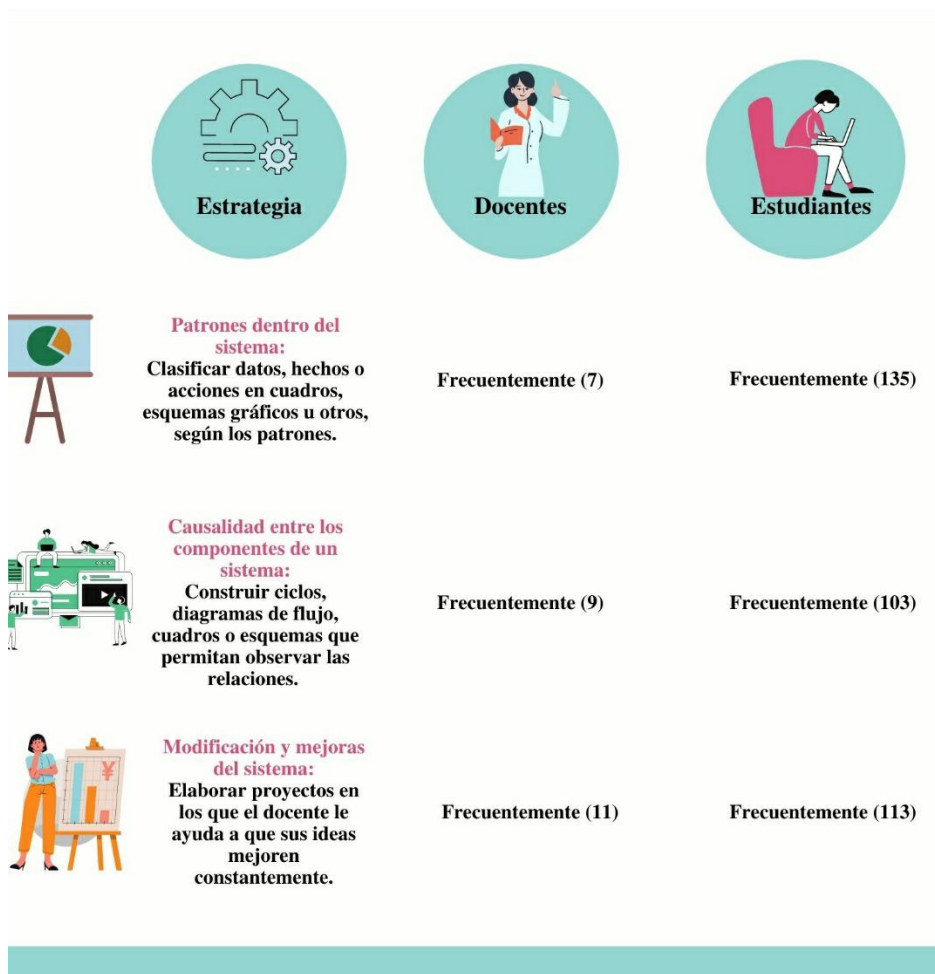 Estrategia
Docentes
Estudiantes
Patrones dentro del
sistema:
Clasificar datos, hechos o
acciones en cuadros,
esquemas gráficos u otros,
según los patrones.
Frecuentemente (7)
Frecuentemente (135)
Causalidad entre los
componentes de un
sistema:
Construir ciclos,
diagramas de flujo,
cuadros o esquemas que
permitan observar las
relaciones.
Frecuentemente (9)
Frecuentemente (103)
Modificación y mejoras
del sistema:
Elaborar proyectos en
los que el docente le
ayuda a que sus ideas
mejoren
constantemente.
Frecuentemente (11)
Frecuentemente (113)
¥